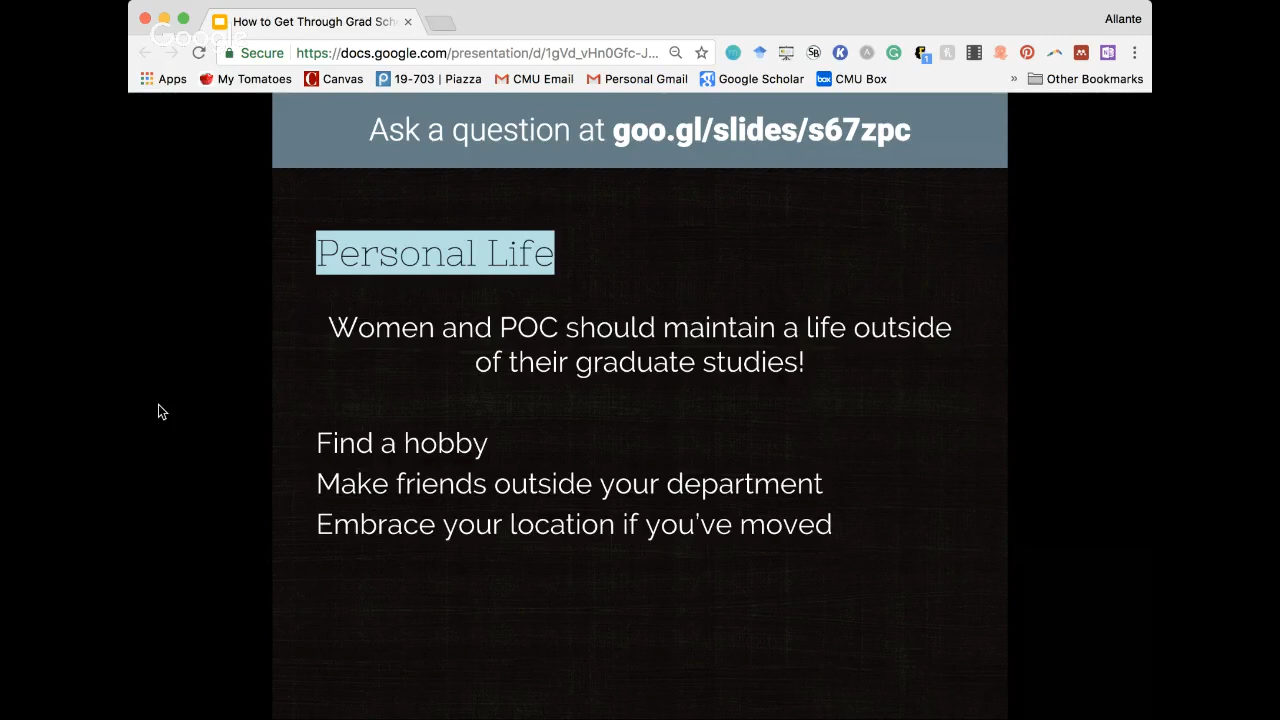 How to Get Through Grad Sch
Allante
Google
Secure
https://docs.google.com/presentation/d/1gVd_vHn0Gfc-J...
Apps
My Tomatoes
Canvas
19-703 | Piazza
CMU Email
Personal Gmail
Google Scholar
CMU Box
»
Other Bookmarks
Ask a question at goo.gl/slides/s67zpc
Personal Life
Women and POC should maintain a life outside
of their graduate studies!
Find a hobby
Make friends outside your department
Embrace your location if you’ve moved